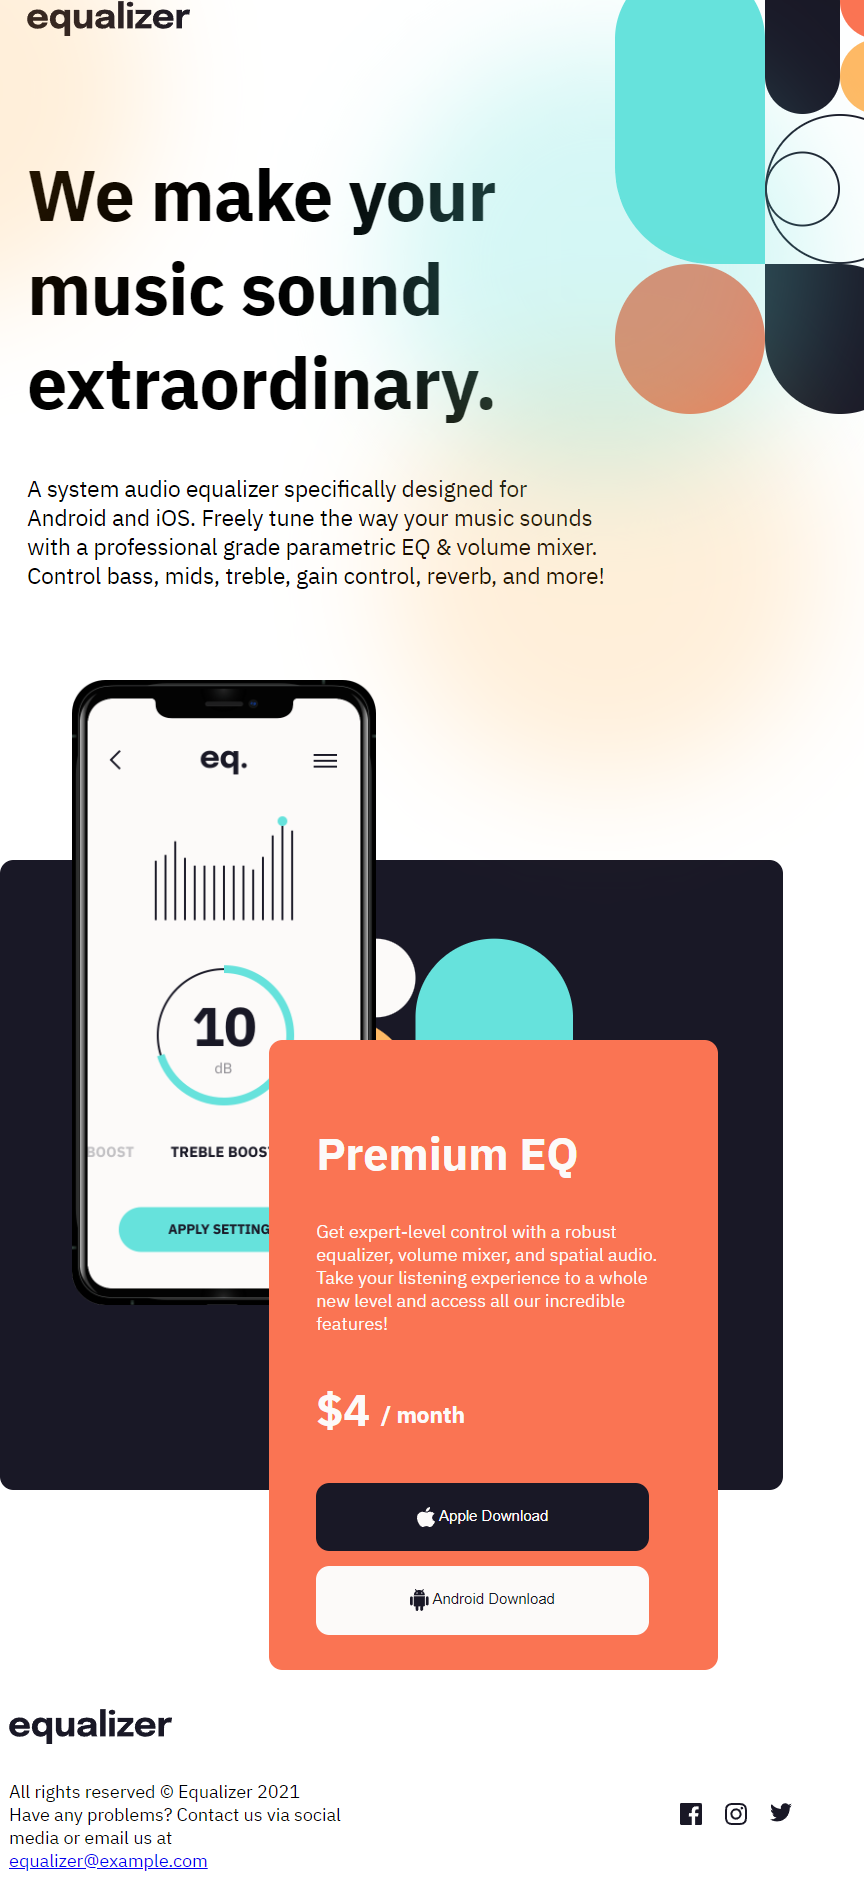 equalizer
We make your
music sound
extraordinary.
A system audio equalizer specifically designed for
Android and iOS. Freely tune the way your music sounds
with a professional grade parametric EQ & volume mixer.
Control bass, mids, treble, gain control, reverb, and more!
eq.
10
dB
BOOST TREBLE BOOST
APPLY SETTING
Premium EQ
Get expert-level control with a robust
equalizer, volume mixer, and spatial audio.
Take your listening experience to a whole
new level and access all our incredible
features!
$4 / month
Apple Download
Android Download
equalizer
All rights reserved © Equalizer 2021
Have any problems? Contact us via social
media or email us at
equalizer@example.com